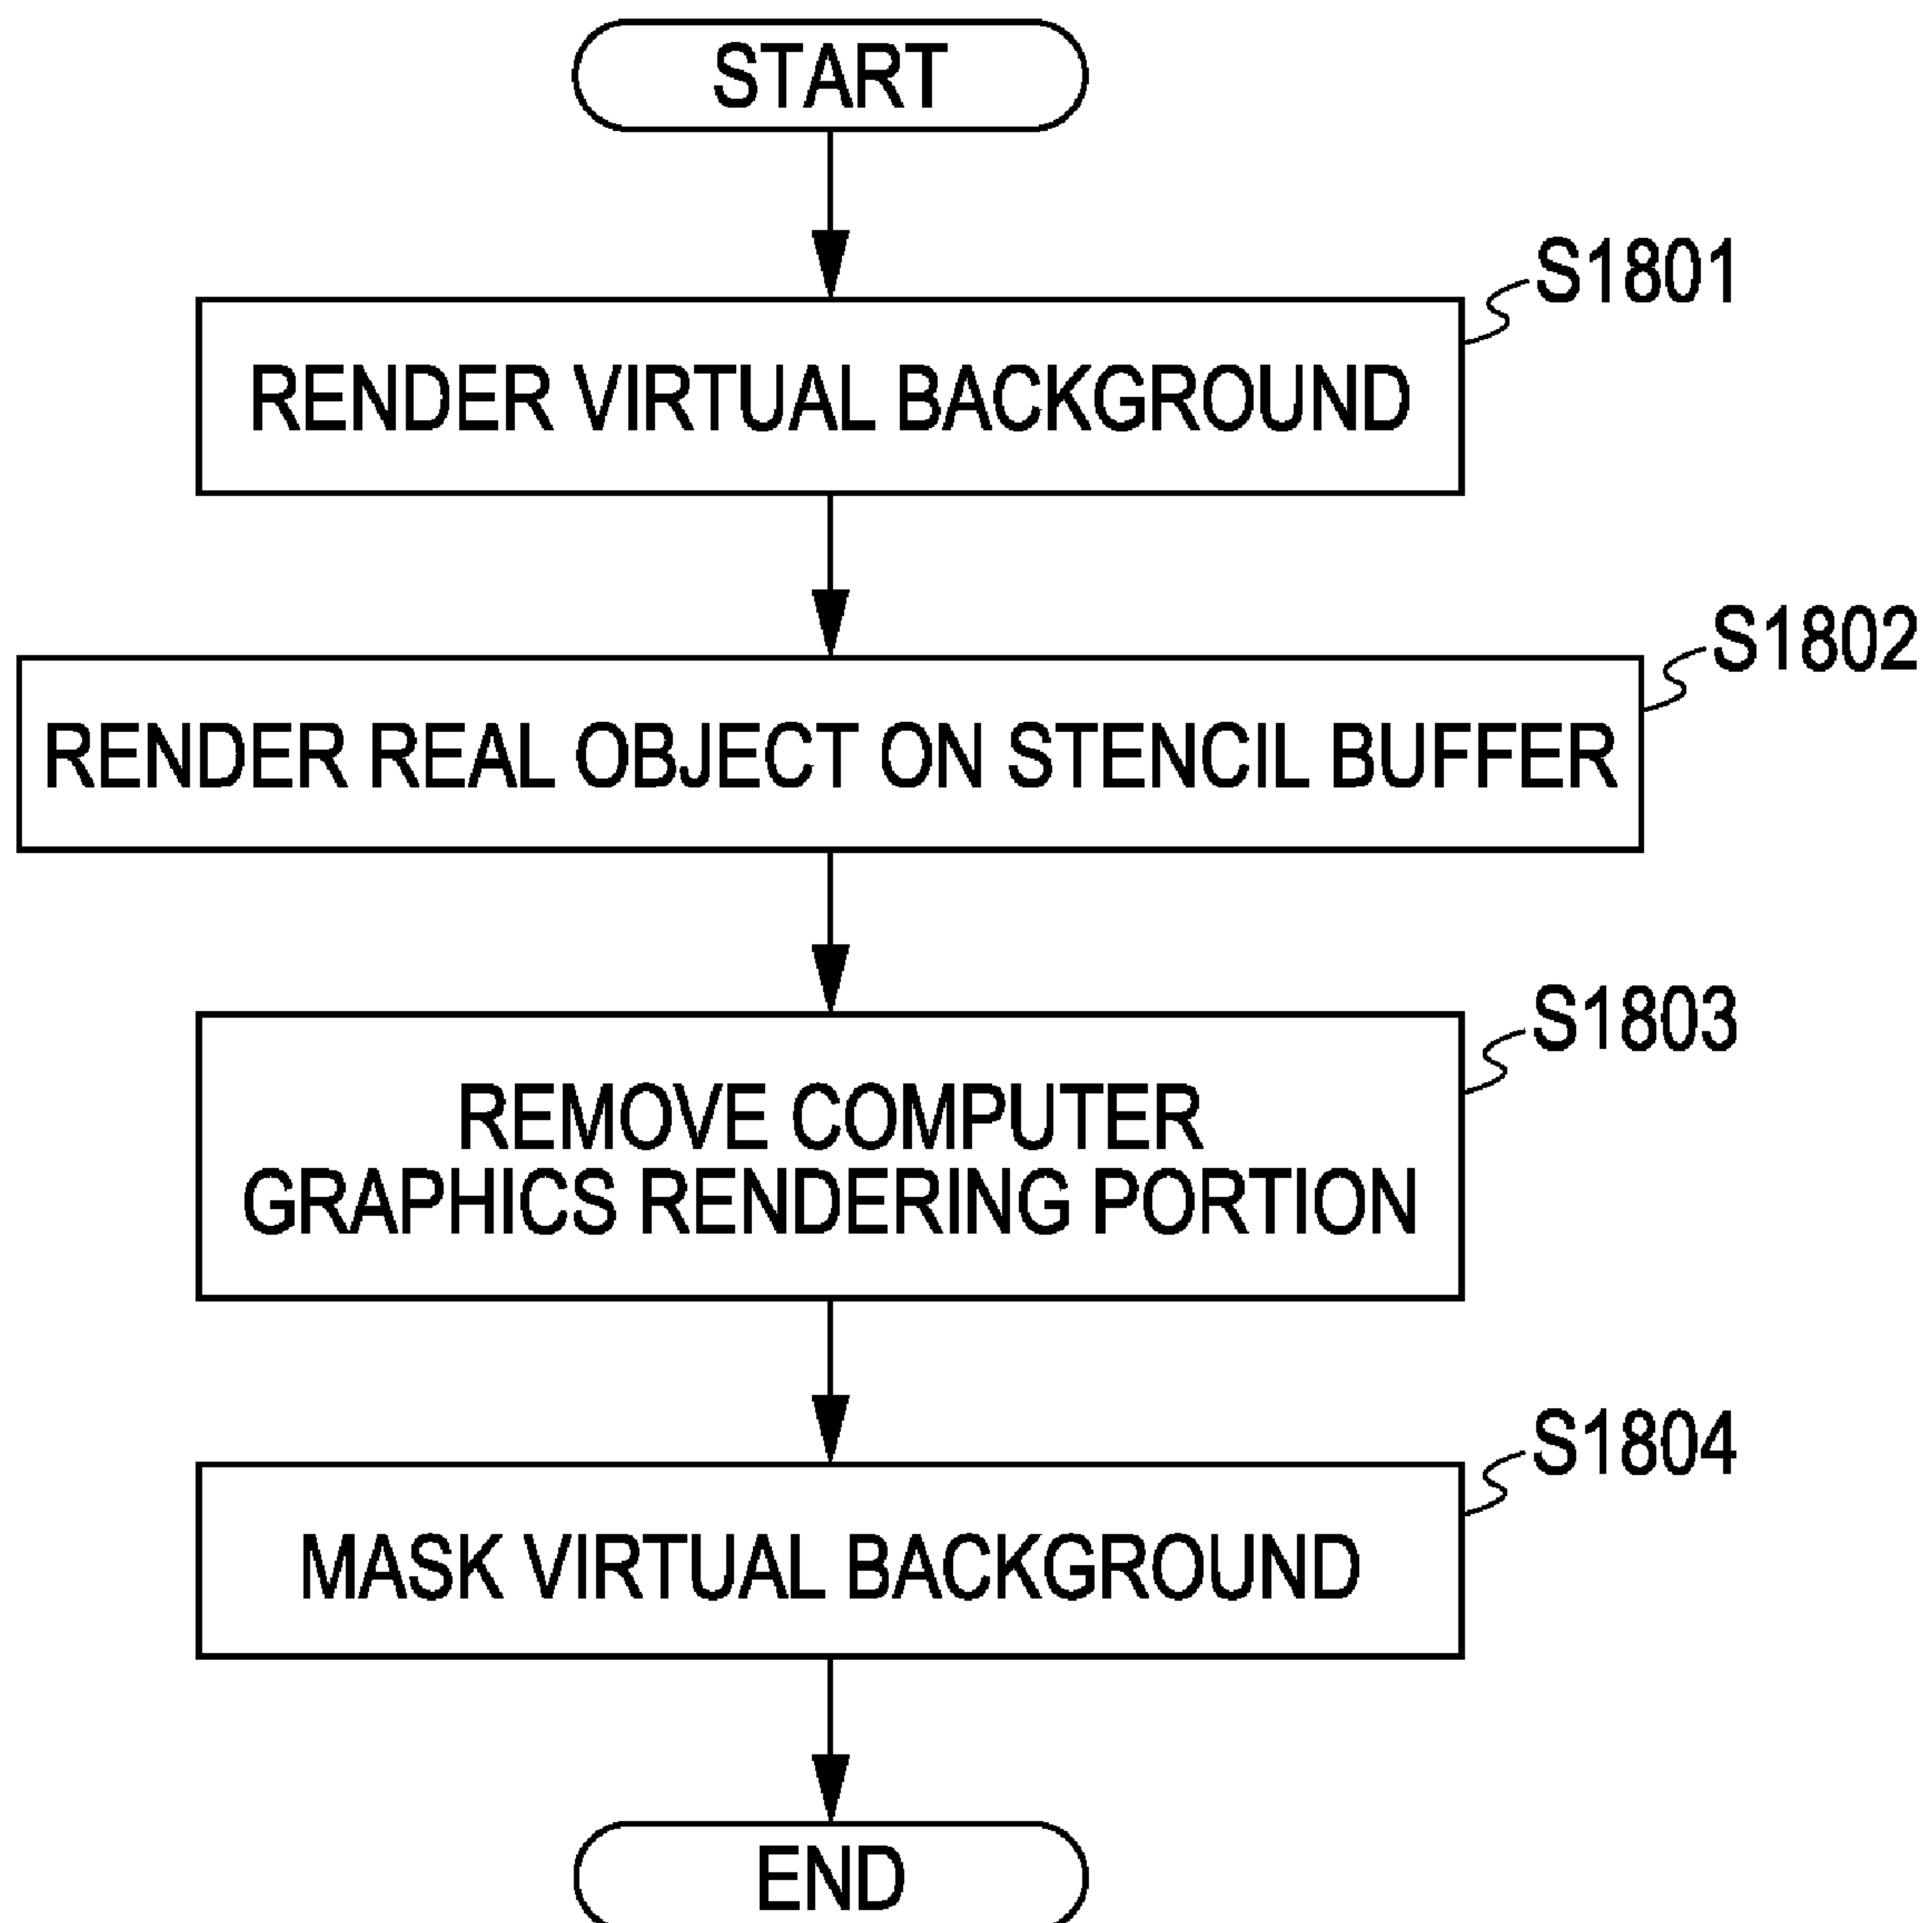 START
S1801
RENDER VIRTUAL BACKGROUND
S1802
RENDER REAL OBJECT ON STENCIL BUFFER
S1803
REMOVE COMPUTER
GRAPHICS RENDERING PORTION
S1804
MASK VIRTUAL BACKGROUND
END